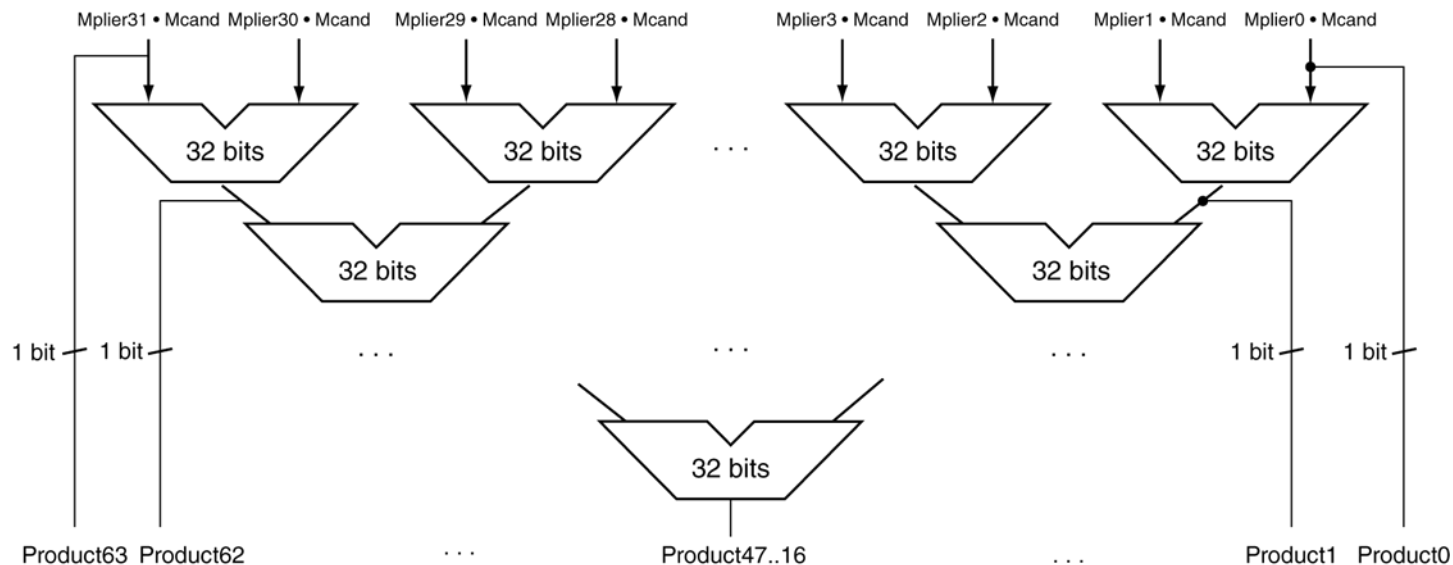 Mplier31 • Mcand Mplier30 • Mcand Mplier29 • Mcand Mplier28 • Mcand Mplier3 • Mcand Mplier2 • Mcand Mplier1 • Mcand Mplier0 • Mcand
32 bits 32 bits . . . 32 bits 32 bits
32 bits 32 bits
1 bit 1 bit . . . . . . . . . 1 bit 1 bit
32 bits
Product63 Product62 . . . Product47..16 . . . Product1 Product0